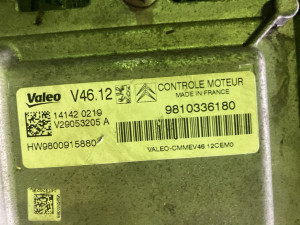 Valeo V46.12 CONTROLE MOTEUR
MADE IN FRANCE
14142 0219
V29053205 A
9810336180
HW9800915880
VALEO-CMMEV46.12CEM0